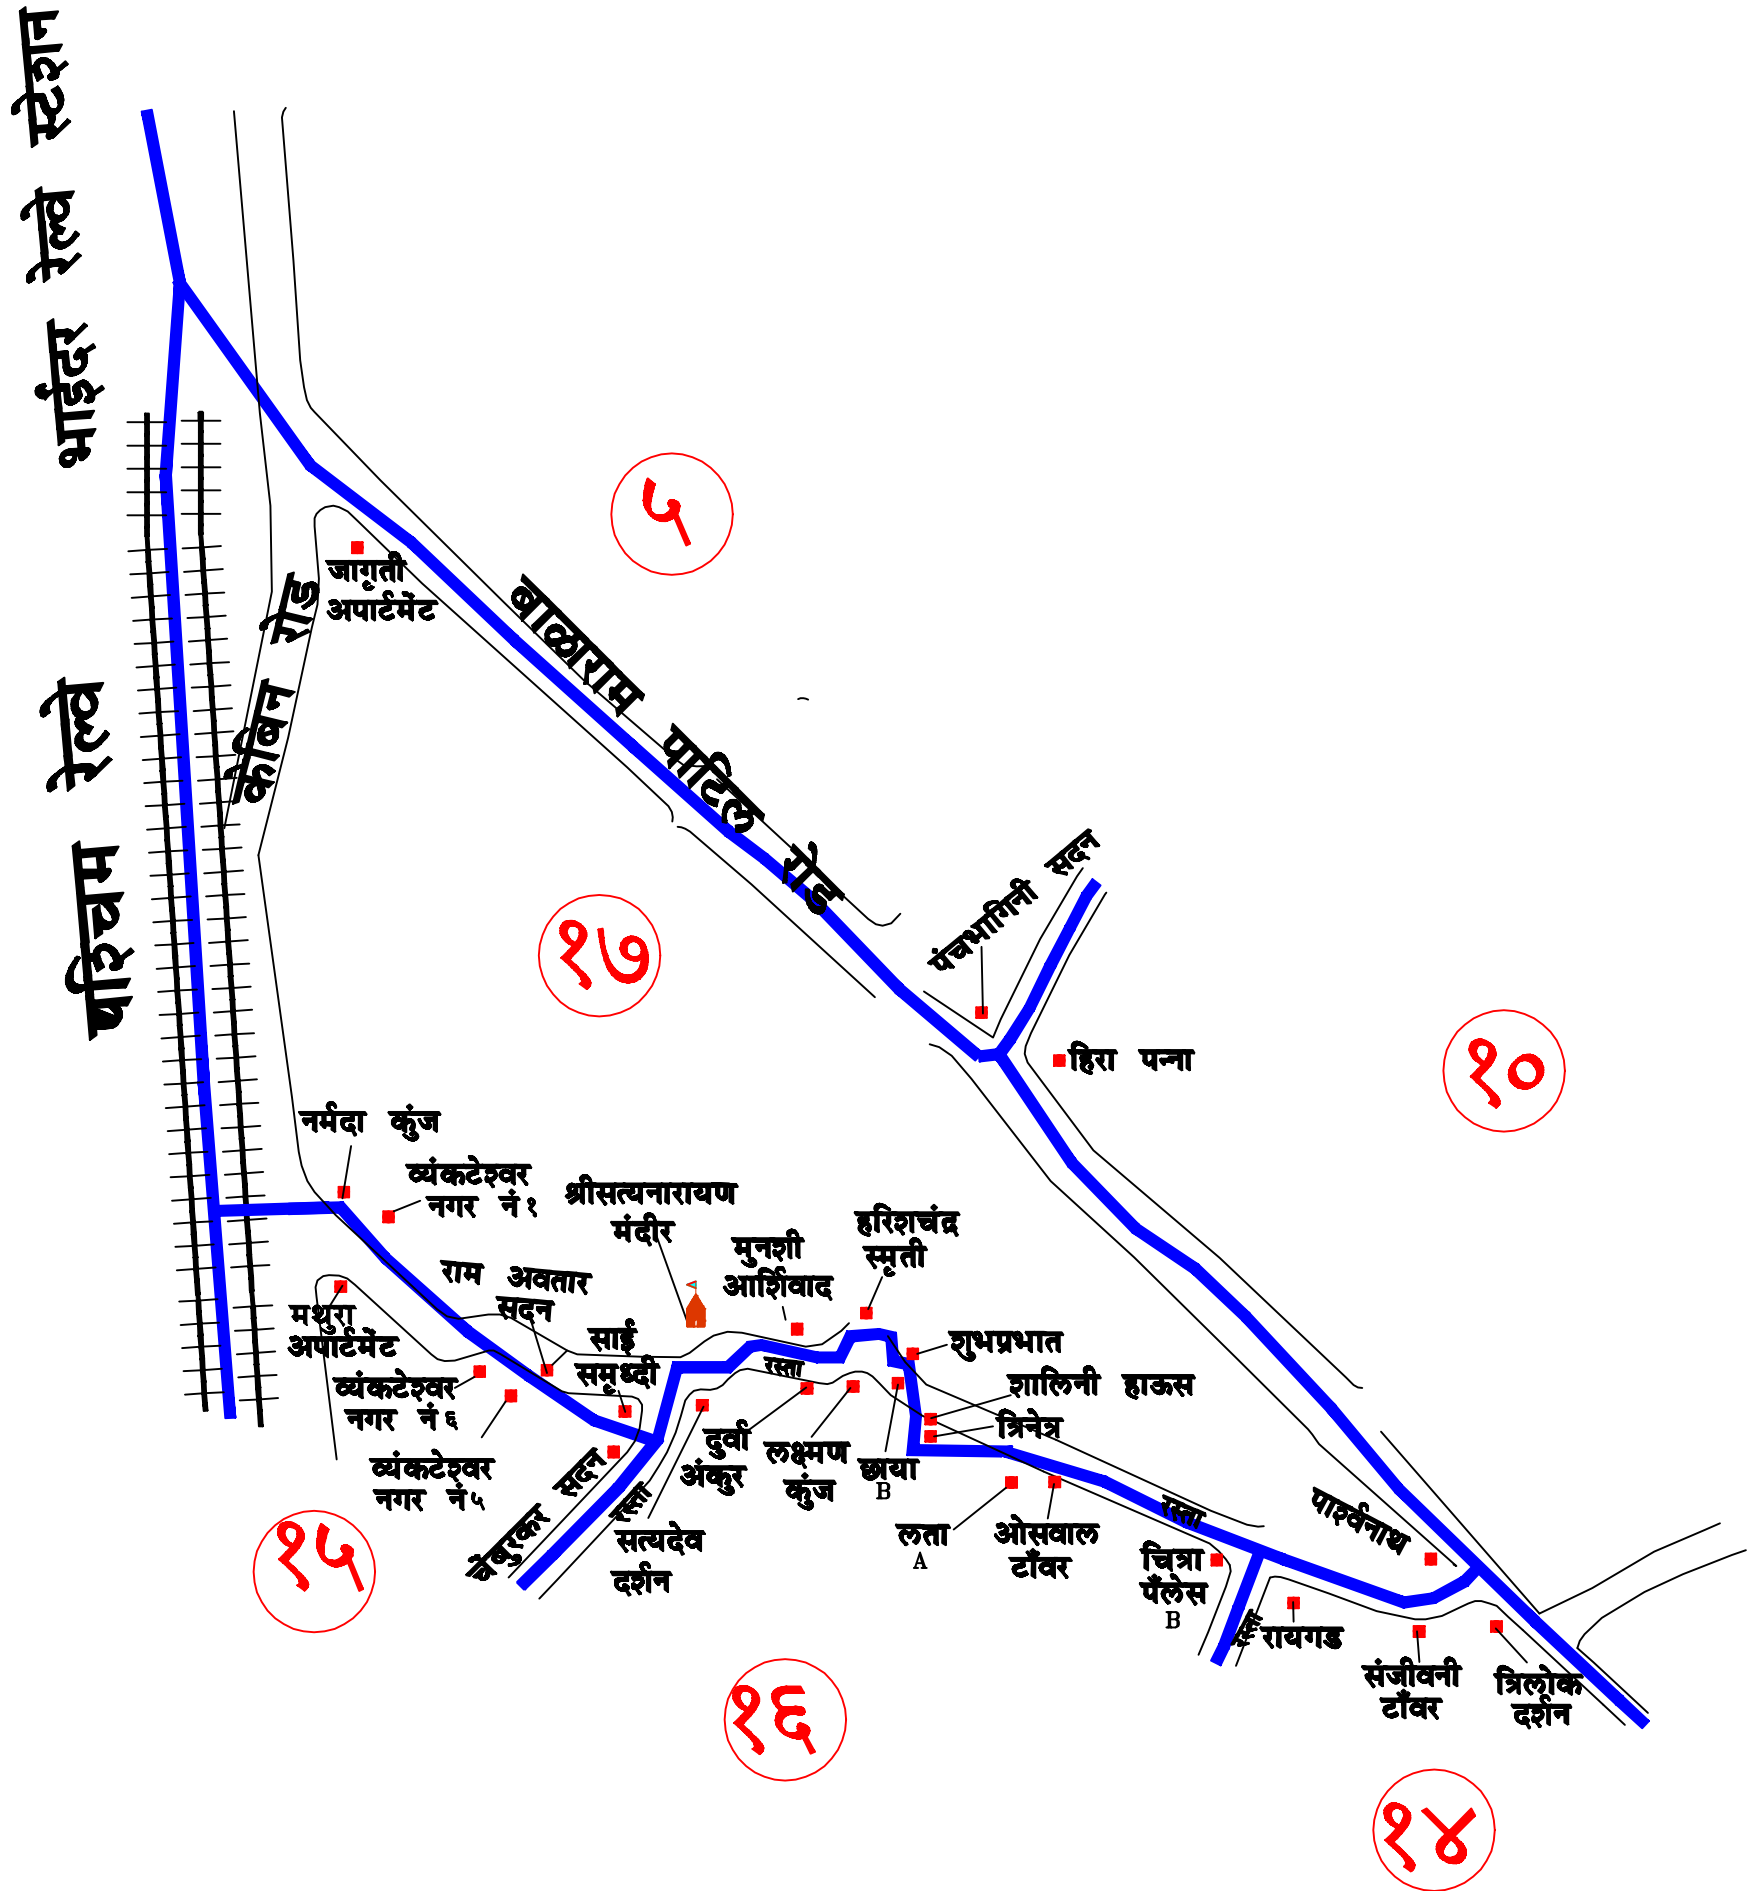 भाईंदर रेल्वे स्टेशन
पश्चिम रेल्वे
केबिन रोड
जागृती
अपार्टमेंट
बाळाराम पाटिल रोड
५
१७
पंचभागिनी सदन
हिरा पन्ना
१०
नर्मदा कुंज
व्यंकटेश्वर
नगर नं १
श्रीसत्यनारायण
मंदीर
मुनशी
आर्शिवाद
हरिशचंद्र
स्मृती
राम अवतार
सदन
साई
समृध्दी
मथुरा
अपार्टमेंट
व्यंकटेश्वर
नगर नं ६
व्यंकटेश्वर
नगर नं ५
रस्ता
शुभप्रभात
शालिनी हाऊस
त्रिनेत्र
दुर्वा
अंकुर
लक्ष्मण
कुंज
छाया
B
चेंबुरकर सदन
रस्ता
सत्यदेव
दर्शन
लता
A
ओसवाल
टाँवर
रस्ता
चित्रा
पँलेस
B
पार्श्वनाथ
रस्ता
रायगड
संजीवनी
टाँवर
त्रिलोक
दर्शन
१५
१६
१४